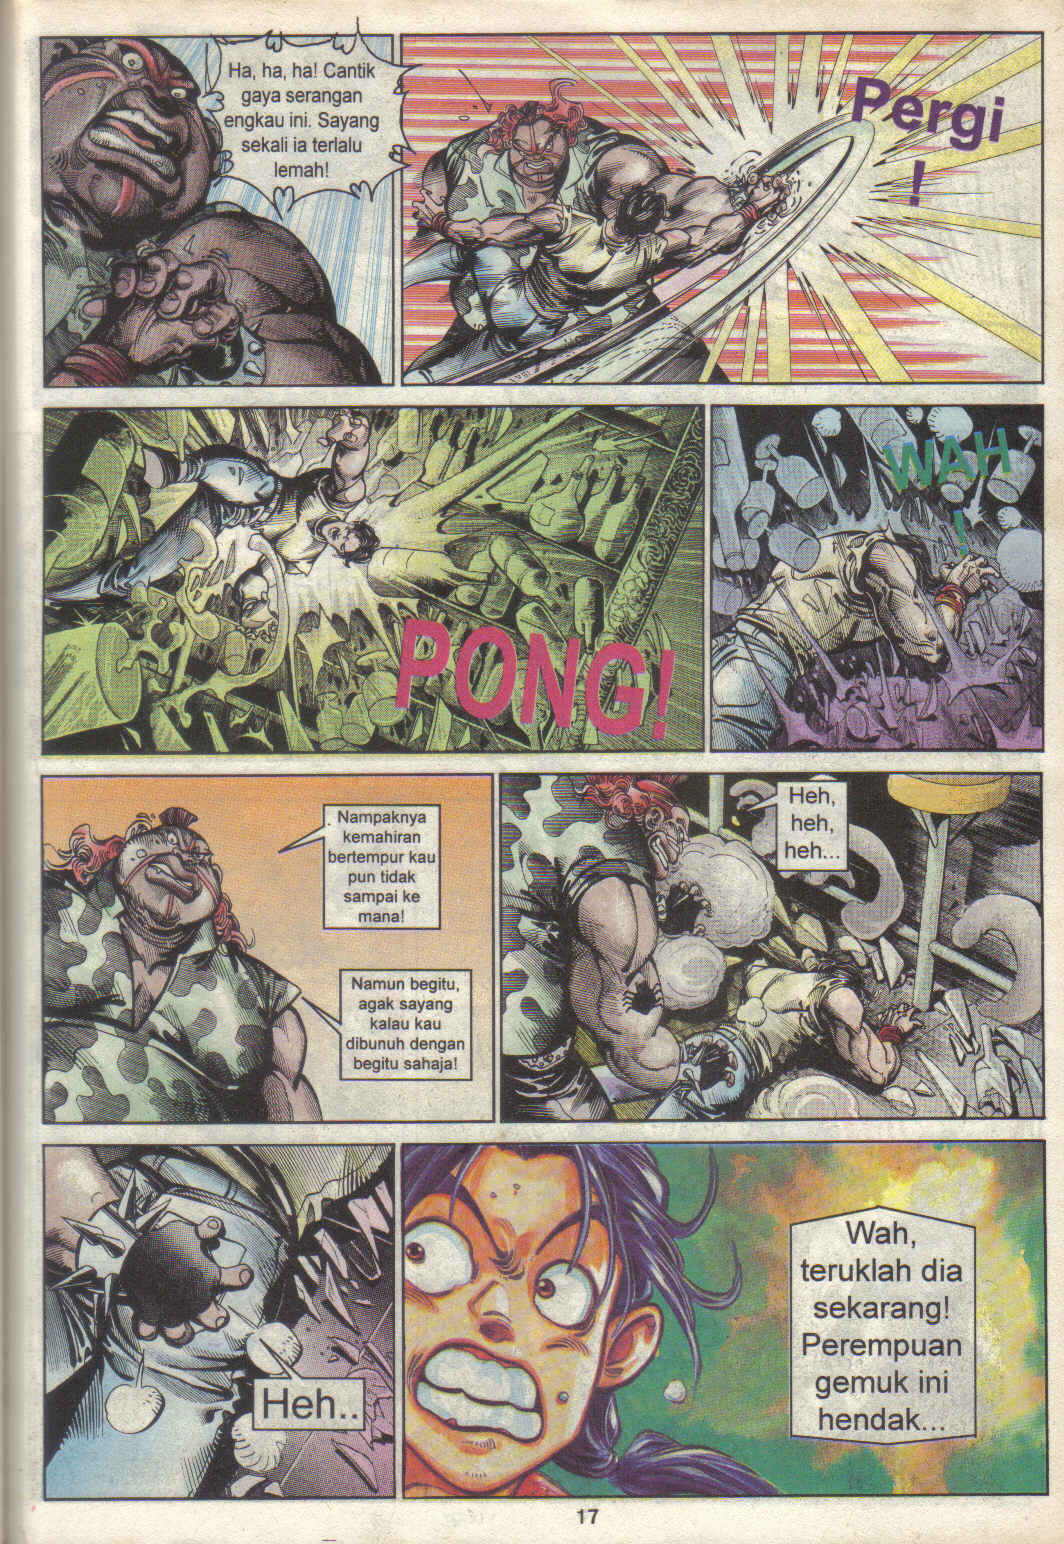 Ha, ha, ha! Cantik
gaya serangan
engkau ini. Sayang
sekali ia terlalu
lemah!
Pergi
!
PONG!
WAH
!
Nampaknya
kemahiran
bertempur kau
pun tidak
sampai ke
mana!
Namun begitu,
agak sayang
kalau kau
dibunuh dengan
begitu sahaja!
Heh,
heh,
heh...
Heh..
Wah,
teruklah dia
sekarang!
Perempuan
gemuk ini
hendak...
17